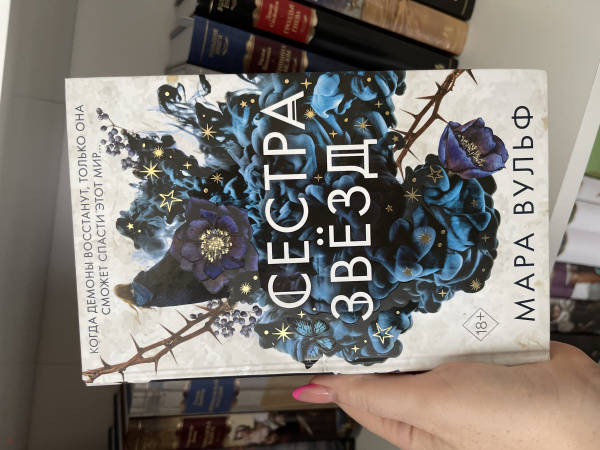 КОГДА ДЕМОНЫ ВОССТАНУТ, ТОЛЬКО ОНА
СМОЖЕТ СПАСТИ ЭТОТ МИР...
СЕСТРА
ЗВЁЗД
МАРА ВУЛЬФ
18+